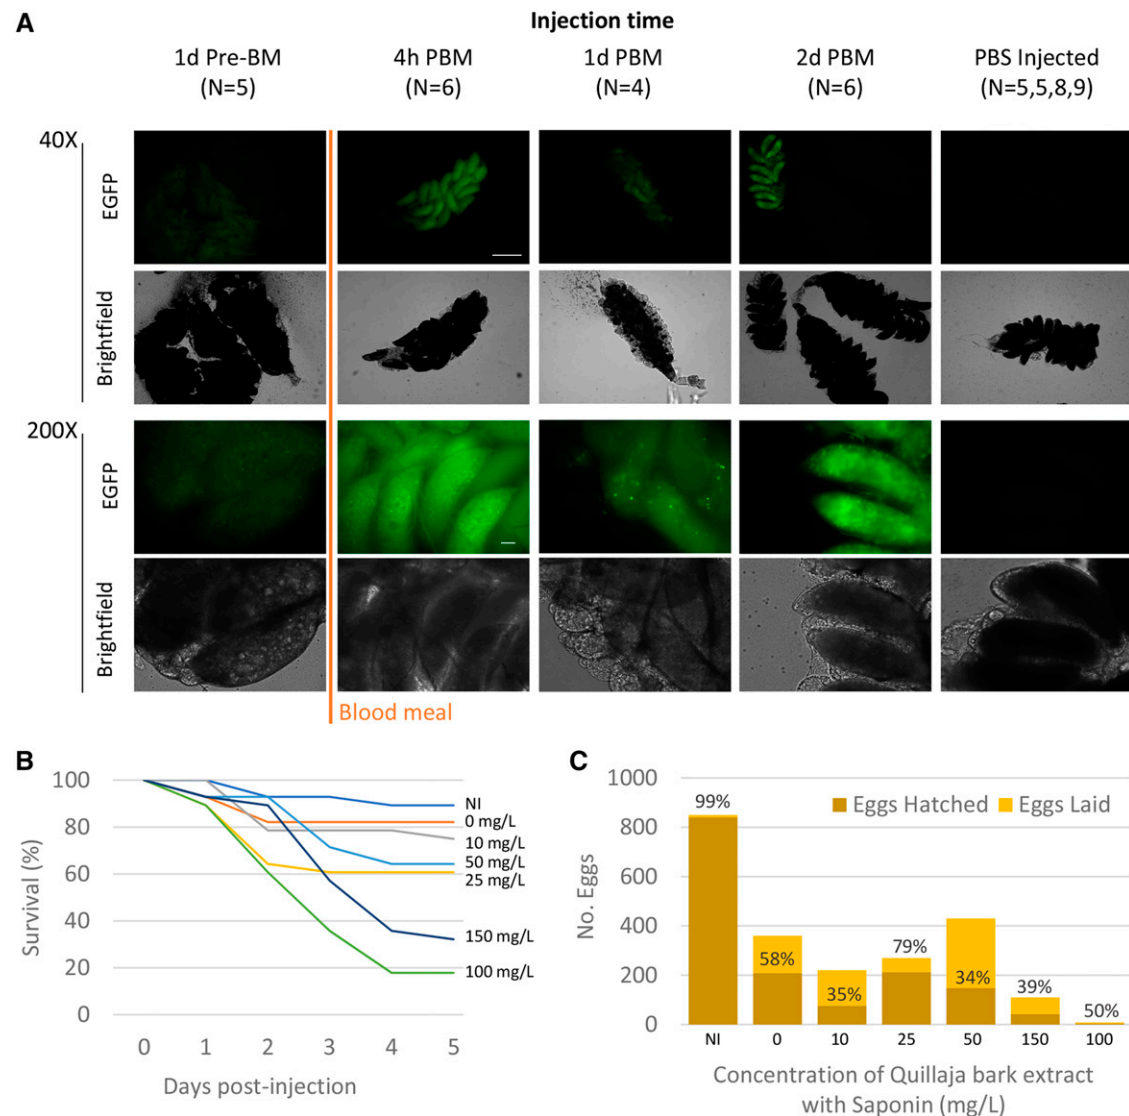 A
Injection time
1d Pre-BM
(N=5)
4h PBM
(N=6)
1d PBM
(N=4)
2d PBM
(N=6)
PBS Injected
(N=5,5,8,9)
40X
EGFP
Brightfield
200X
EGFP
Brightfield
Blood meal
B
Survival (%)
100
80
60
40
20
0
0 1 2 3 4 5
Days post-injection
NI
0 mg/L
10 mg/L
50 mg/L
25 mg/L
150 mg/L
100 mg/L
C
No. Eggs
1000
800
600
400
200
0
Eggs Hatched Eggs Laid
99%
58%
35%
79%
34%
39%
50%
NI 0 10 25 50 150 100
Concentration of Quillaja bark extract
with Saponin (mg/L)